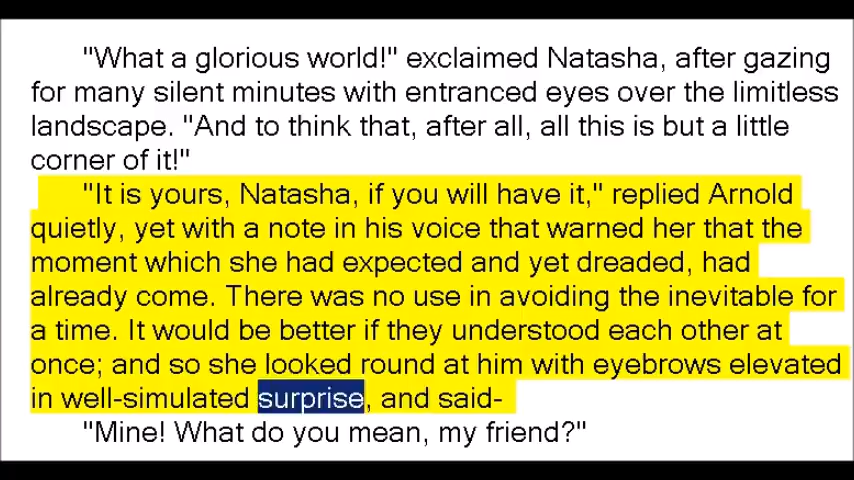 "What a glorious world!" exclaimed Natasha, after gazing
for many silent minutes with entranced eyes over the limitless
landscape. "And to think that, after all, all this is but a little
corner of it!"
"It is yours, Natasha, if you will have it," replied Arnold
quietly, yet with a note in his voice that warned her that the
moment which she had expected and yet dreaded, had
already come. There was no use in avoiding the inevitable for
a time. It would be better if they understood each other at
once; and so she looked round at him with eyebrows elevated
in well-simulated surprise, and said-
"Mine! What do you mean, my friend?"